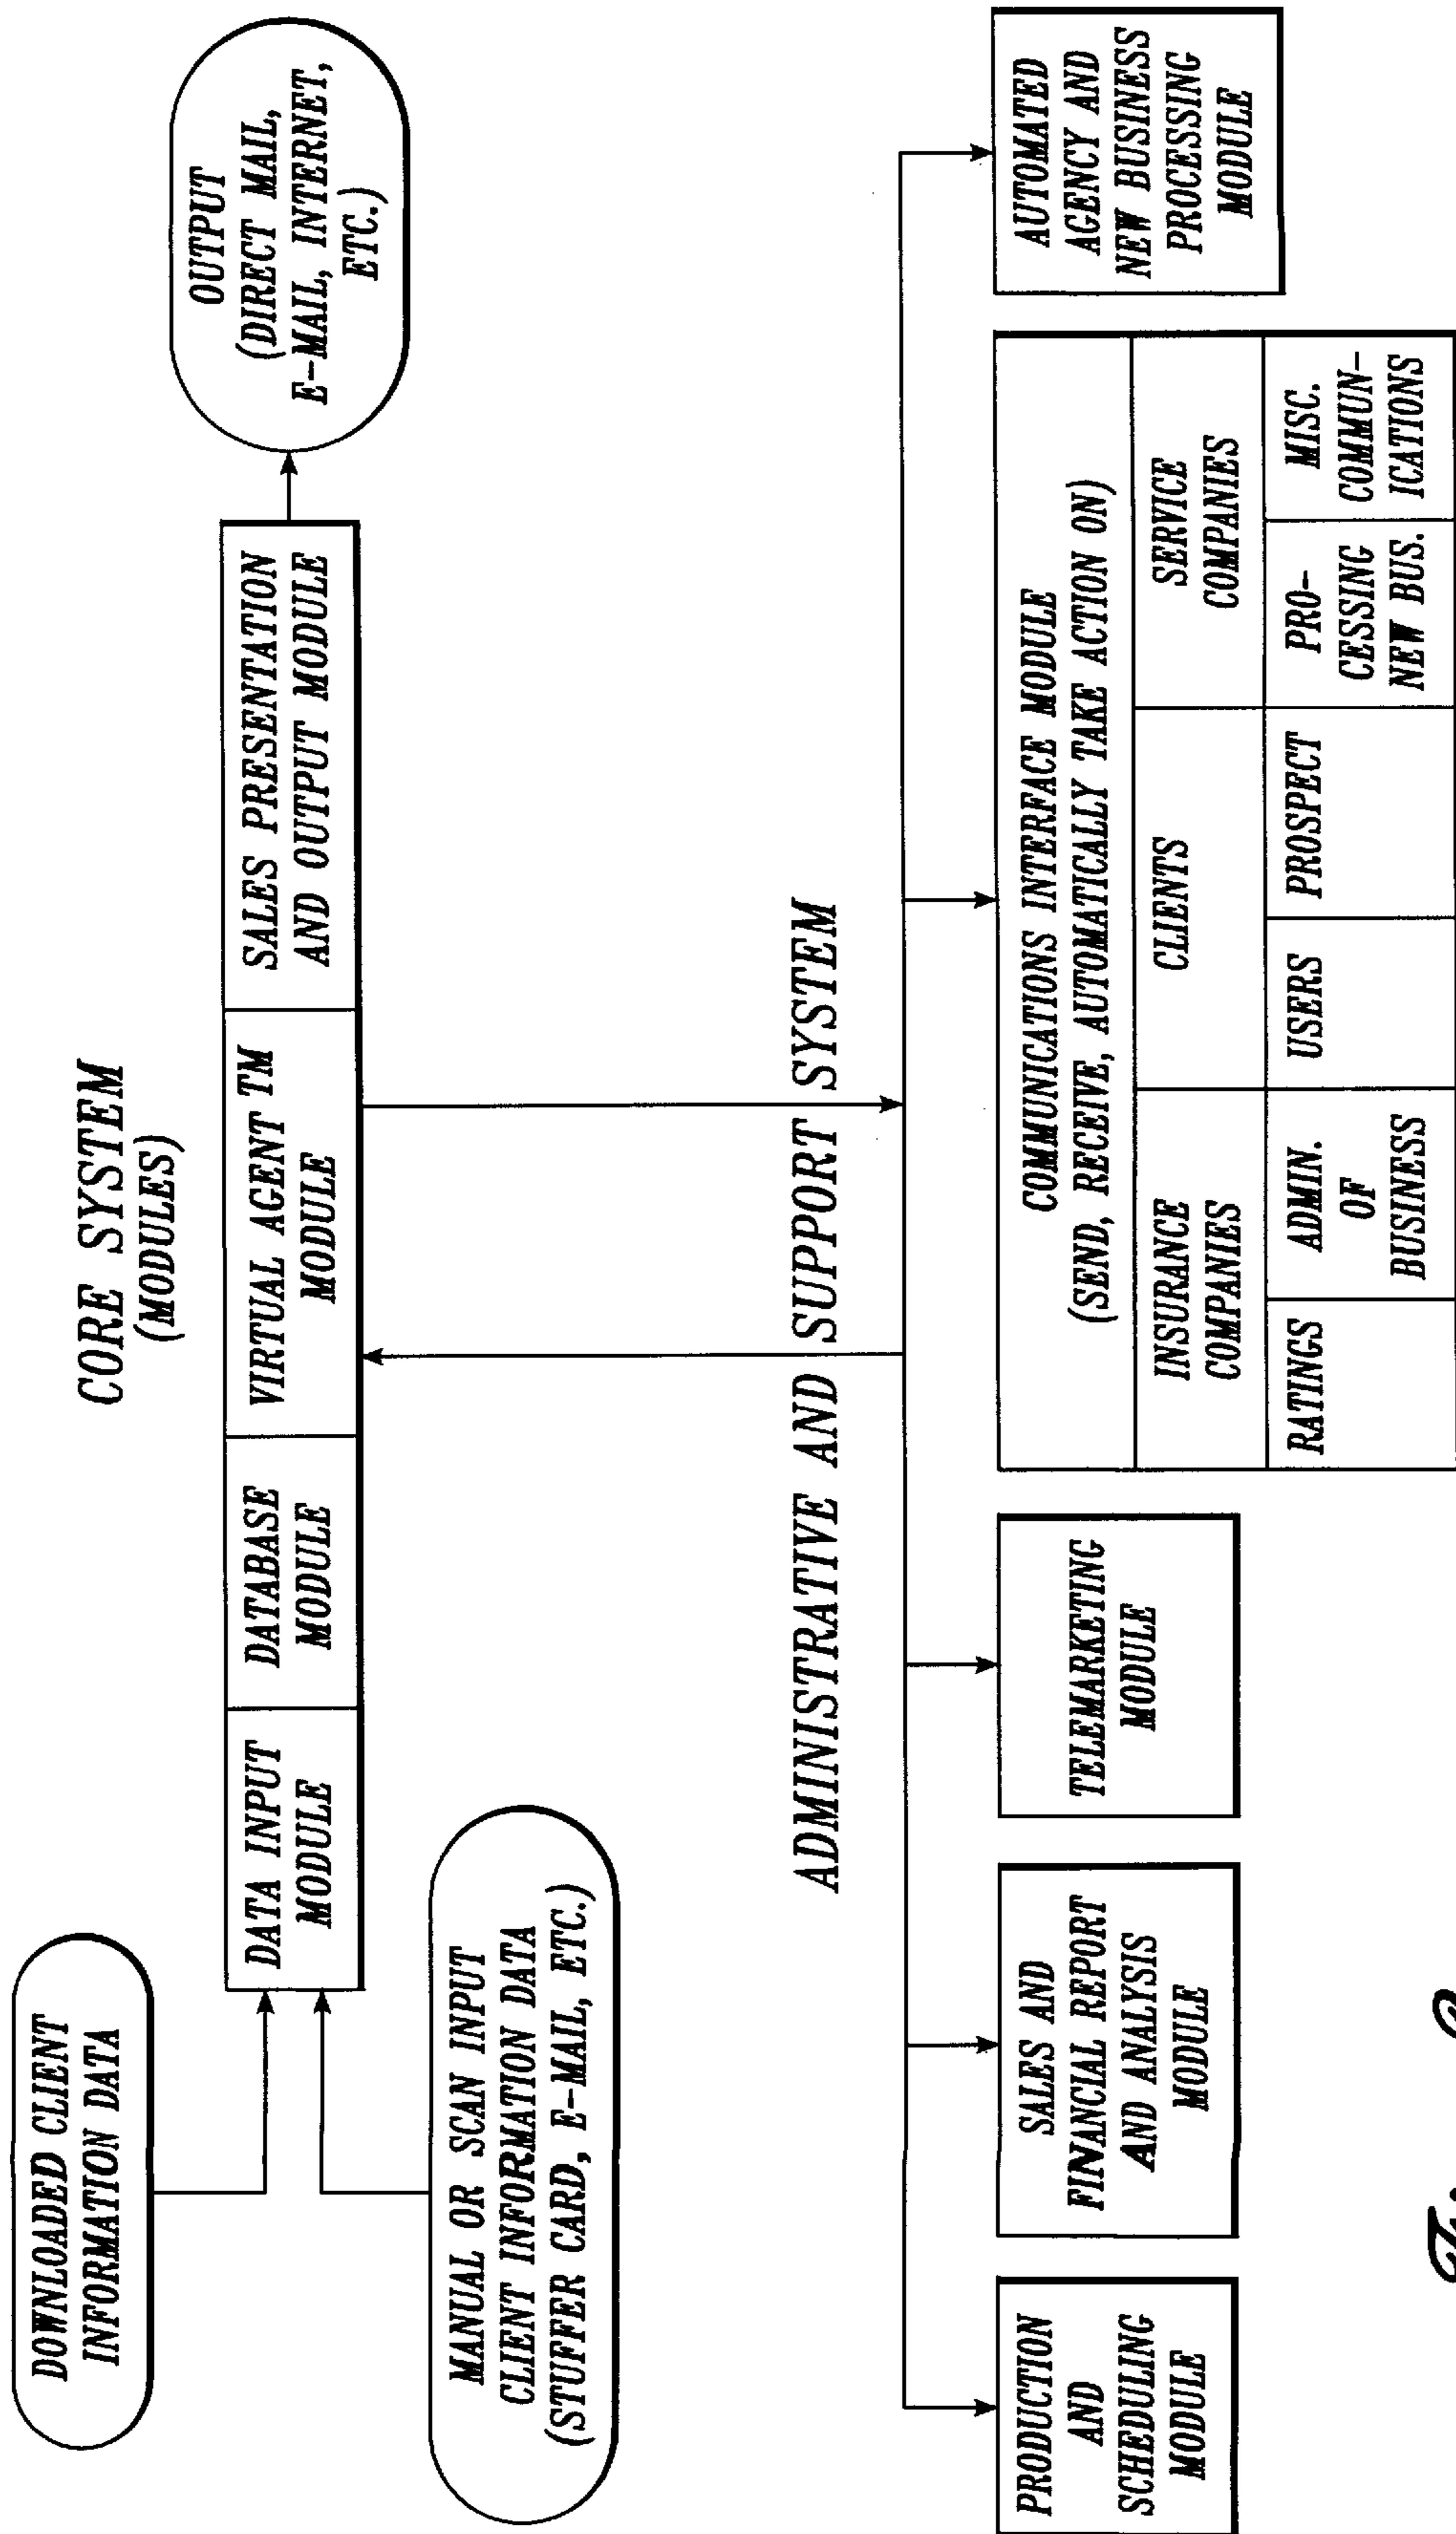 CORE SYSTEM
(MODULES)
DOWNLOADED CLIENT
INFORMATION DATA
MANUAL OR SCAN INPUT
CLIENT INFORMATION DATA
(STUFFER CARD, E-MAIL, ETC.)
DATA INPUT
MODULE
DATABASE
MODULE
VIRTUAL AGENT TM
MODULE
SALES PRESENTATION
AND OUTPUT MODULE
OUTPUT
(DIRECT MAIL,
E-MAIL, INTERNET,
ETC.)
ADMINISTRATIVE AND SUPPORT SYSTEM
PRODUCTION
AND
SCHEDULING
MODULE
SALES AND
FINANCIAL REPORT
AND ANALYSIS
MODULE
TELEMARKETING
MODULE
COMMUNICATIONS INTERFACE MODULE
(SEND, RECEIVE, AUTOMATICALLY TAKE ACTION ON)
INSURANCE
COMPANIES
CLIENTS
SERVICE
COMPANIES
RATINGS
ADMIN.
OF
BUSINESS
USERS
PROSPECT
PRO-
CESSING
NEW BUS.
MISC.
COMMUN-
ICATIONS
AUTOMATED
AGENCY AND
NEW BUSINESS
PROCESSING
MODULE